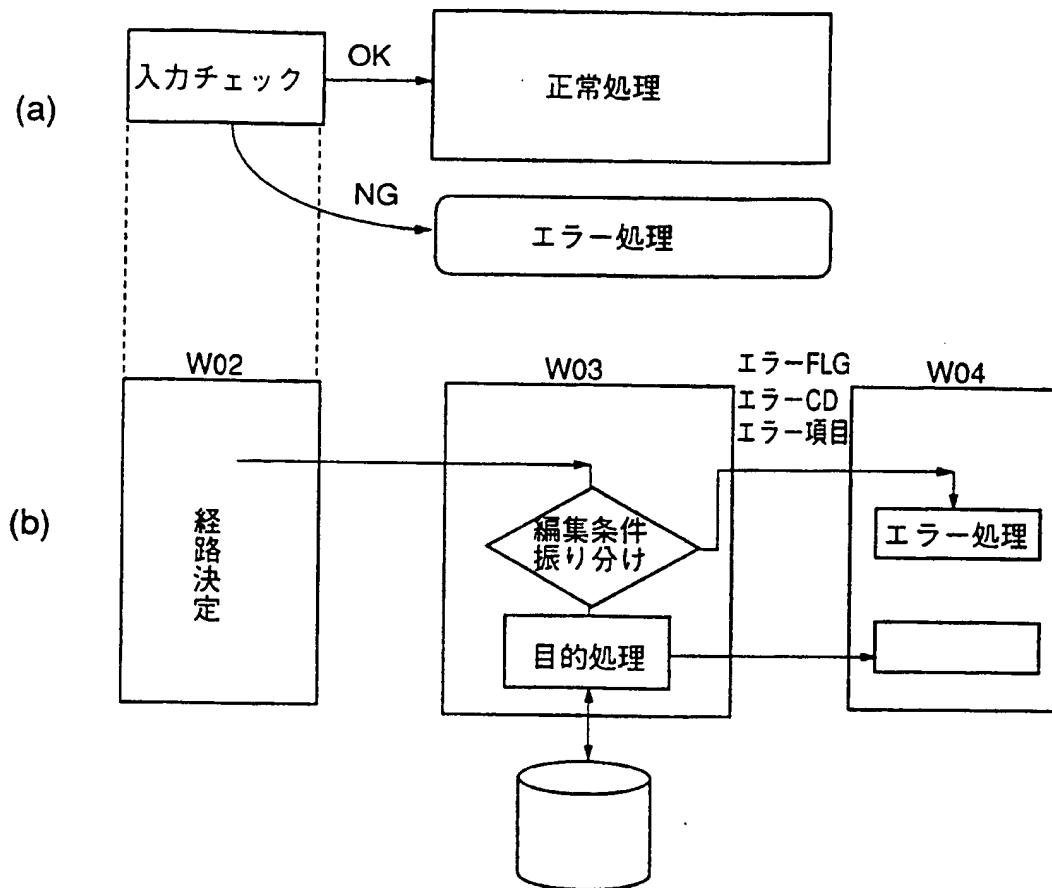 (a)
入力チェック
OK
正常処理
NG
エラー処理
(b)
W02
経路決定
W03
編集条件
振り分け
目的処理
エラーFLG
エラーCD
エラー項目
W04
エラー処理